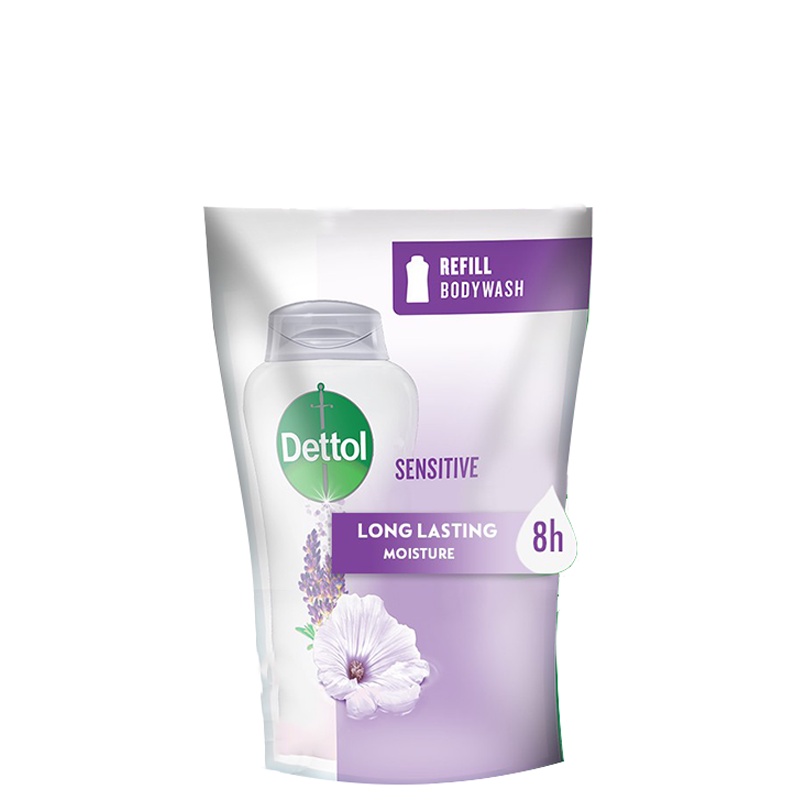 REFILL
BODYWASH
Dettol
SENSITIVE
LONG LASTING
MOISTURE
8h